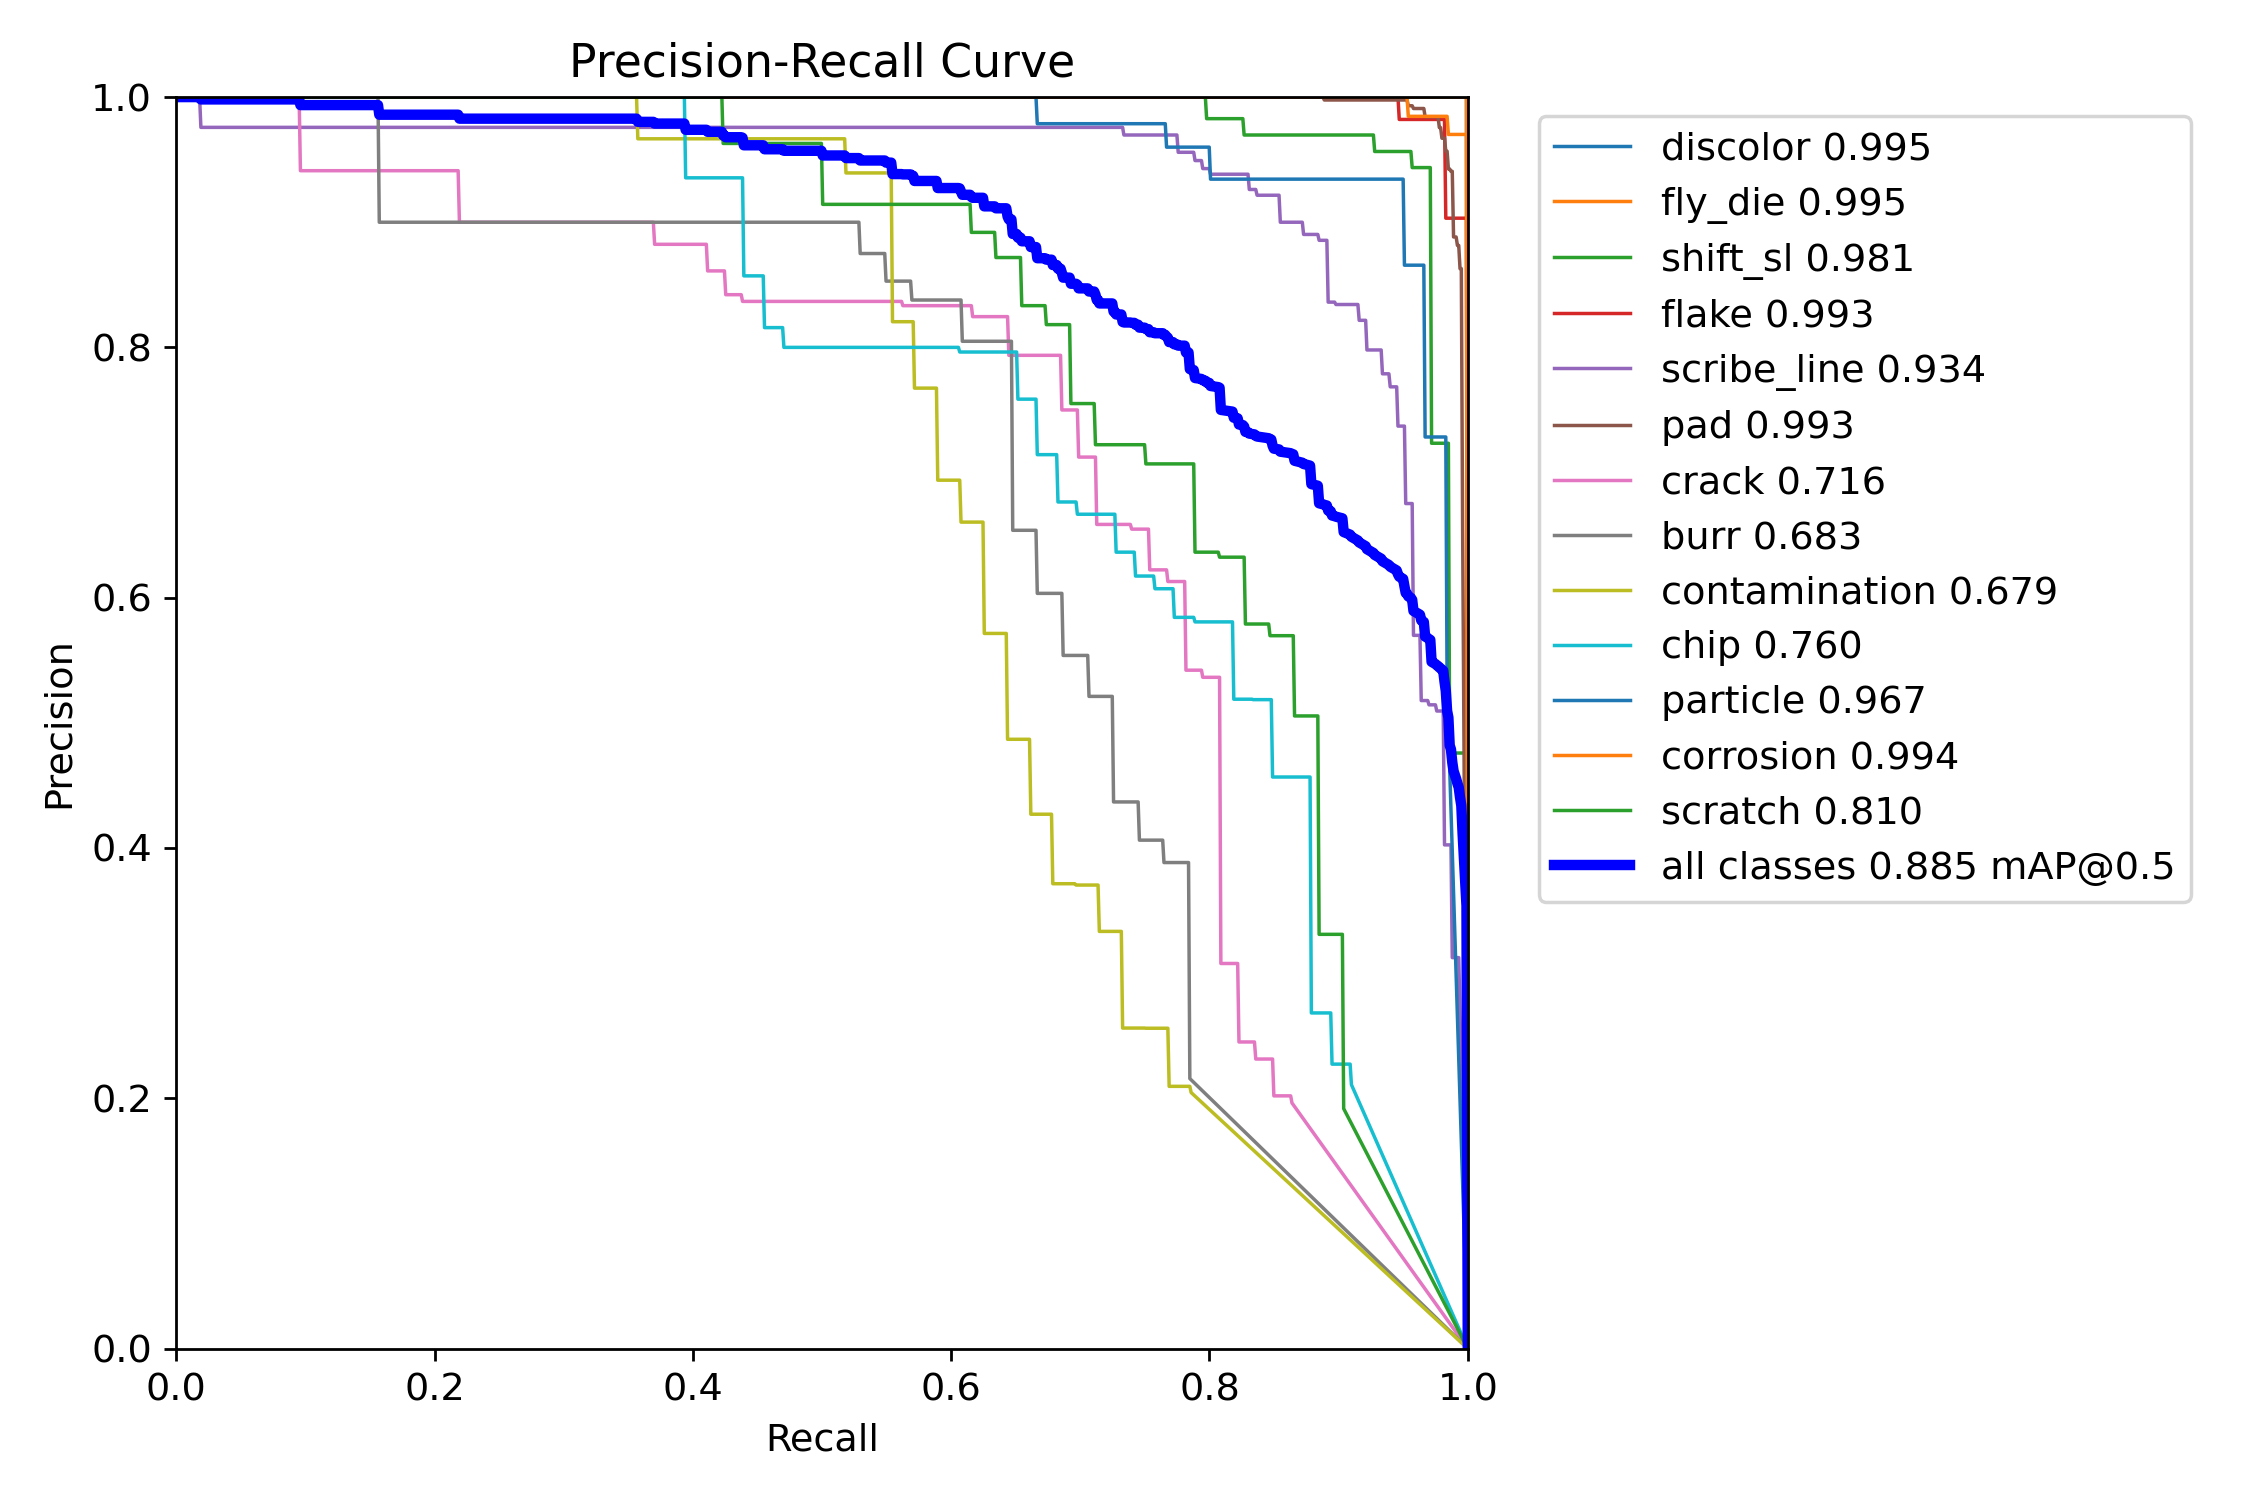 Precision-Recall Curve
1.0
0.8
0.6
0.4
0.2
0.0
Precision
0.0 0.2 0.4 0.6 0.8 1.0
Recall
discolor 0.995
fly_die 0.995
shift_sl 0.981
flake 0.993
scribe_line 0.934
pad 0.993
crack 0.716
burr 0.683
contamination 0.679
chip 0.760
particle 0.967
corrosion 0.994
scratch 0.810
all classes 0.885 mAP@0.5